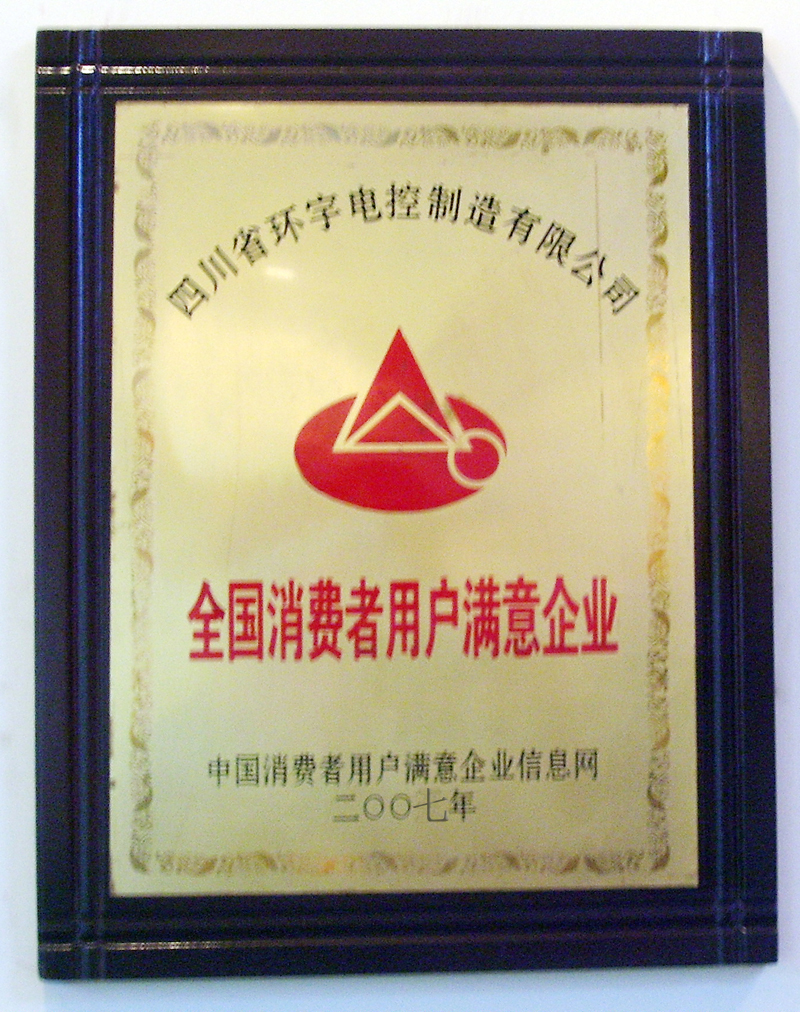 四川省环宇电控制造有限公司
全国消费者用户满意企业
中国消费者用户满意企业信息网
二〇〇七年